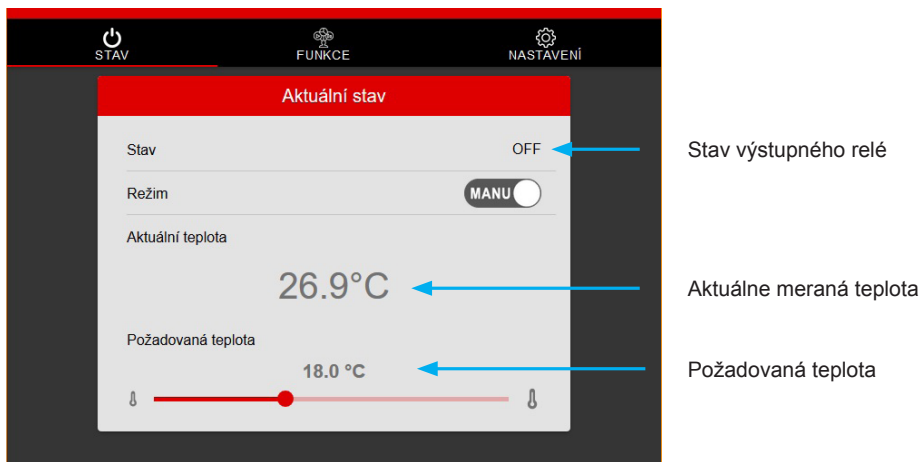 STAV
FUNKCE
NASTAVENÍ
Aktuální stav
Stav
OFF
Stav výstupného relé
Režim
MANU
Aktuální teplota
26.9°C
Aktuálne meraná teplota
Požadovaná teplota
18.0 °C
Požadovaná teplota